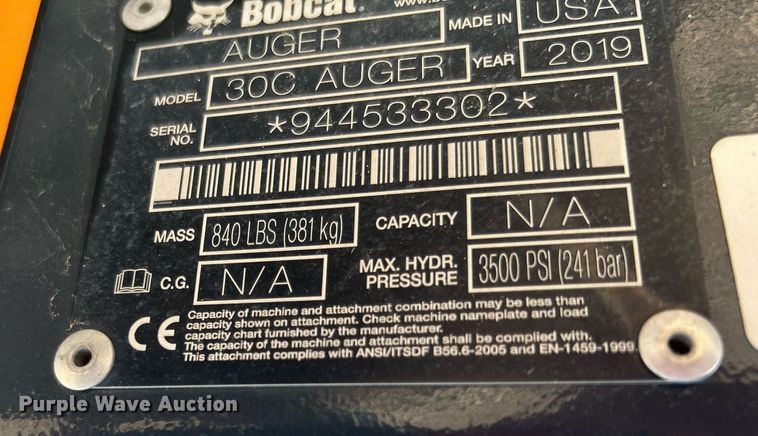 Bobcat.
AUGER MADE IN USA
MODEL 30C AUGER YEAR 2019
SERIAL NO. *944533302*
MASS 840 LBS (381 kg) CAPACITY N/A
C.G. N/A MAX. HYDR. PRESSURE 3500 PSI (241 bar)
Capacity of machine and attachment combination may be less than
capacity shown on attachment. Check machine nameplate and load
capacity chart furnished by the manufacturer.
CE The capacity of the machine and attachment shall be complied with.
This attachment complies with ANSI/ITSDF B56.6-2005 and EN-1459-1999.
Purple Wave Auction